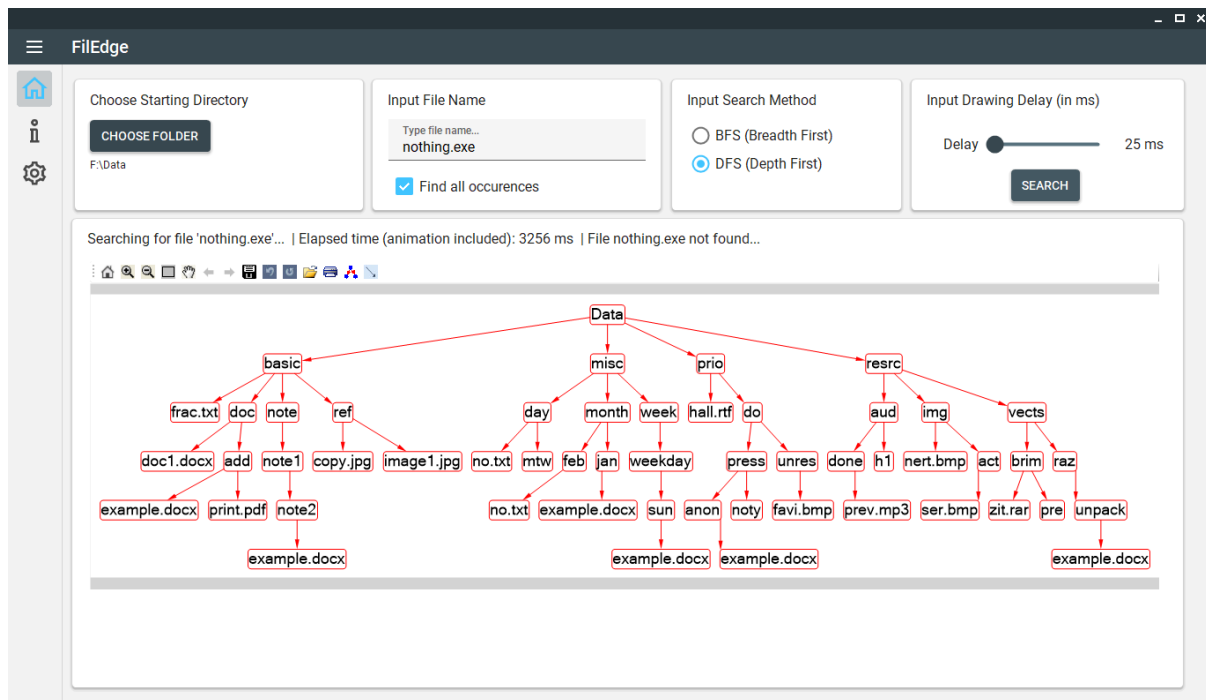 FilEdge
Choose Starting Directory
CHOOSE FOLDER
F:\Data
Input File Name
Type file name...
nothing.exe
Find all occurences
Input Search Method
BFS (Breadth First)
DFS (Depth First)
Input Drawing Delay (in ms)
Delay 25 ms
SEARCH
Searching for file 'nothing.exe'... | Elapsed time (animation included): 3256 ms | File nothing.exe not found...
Data
basic misc prio resrc
frac.txt doc note ref day month week hall.rtf do aud img vects
doc1.docx add note1 copy.jpg image1.jpg no.txt mtw feb jan weekday press unres done h1 nert.bmp act brim raz
example.docx print.pdf note2 no.txt example.docx sun anon noty favi.bmp prev.mp3 ser.bmp zit.rar pre unpack
example.docx example.docx example.docx example.docx